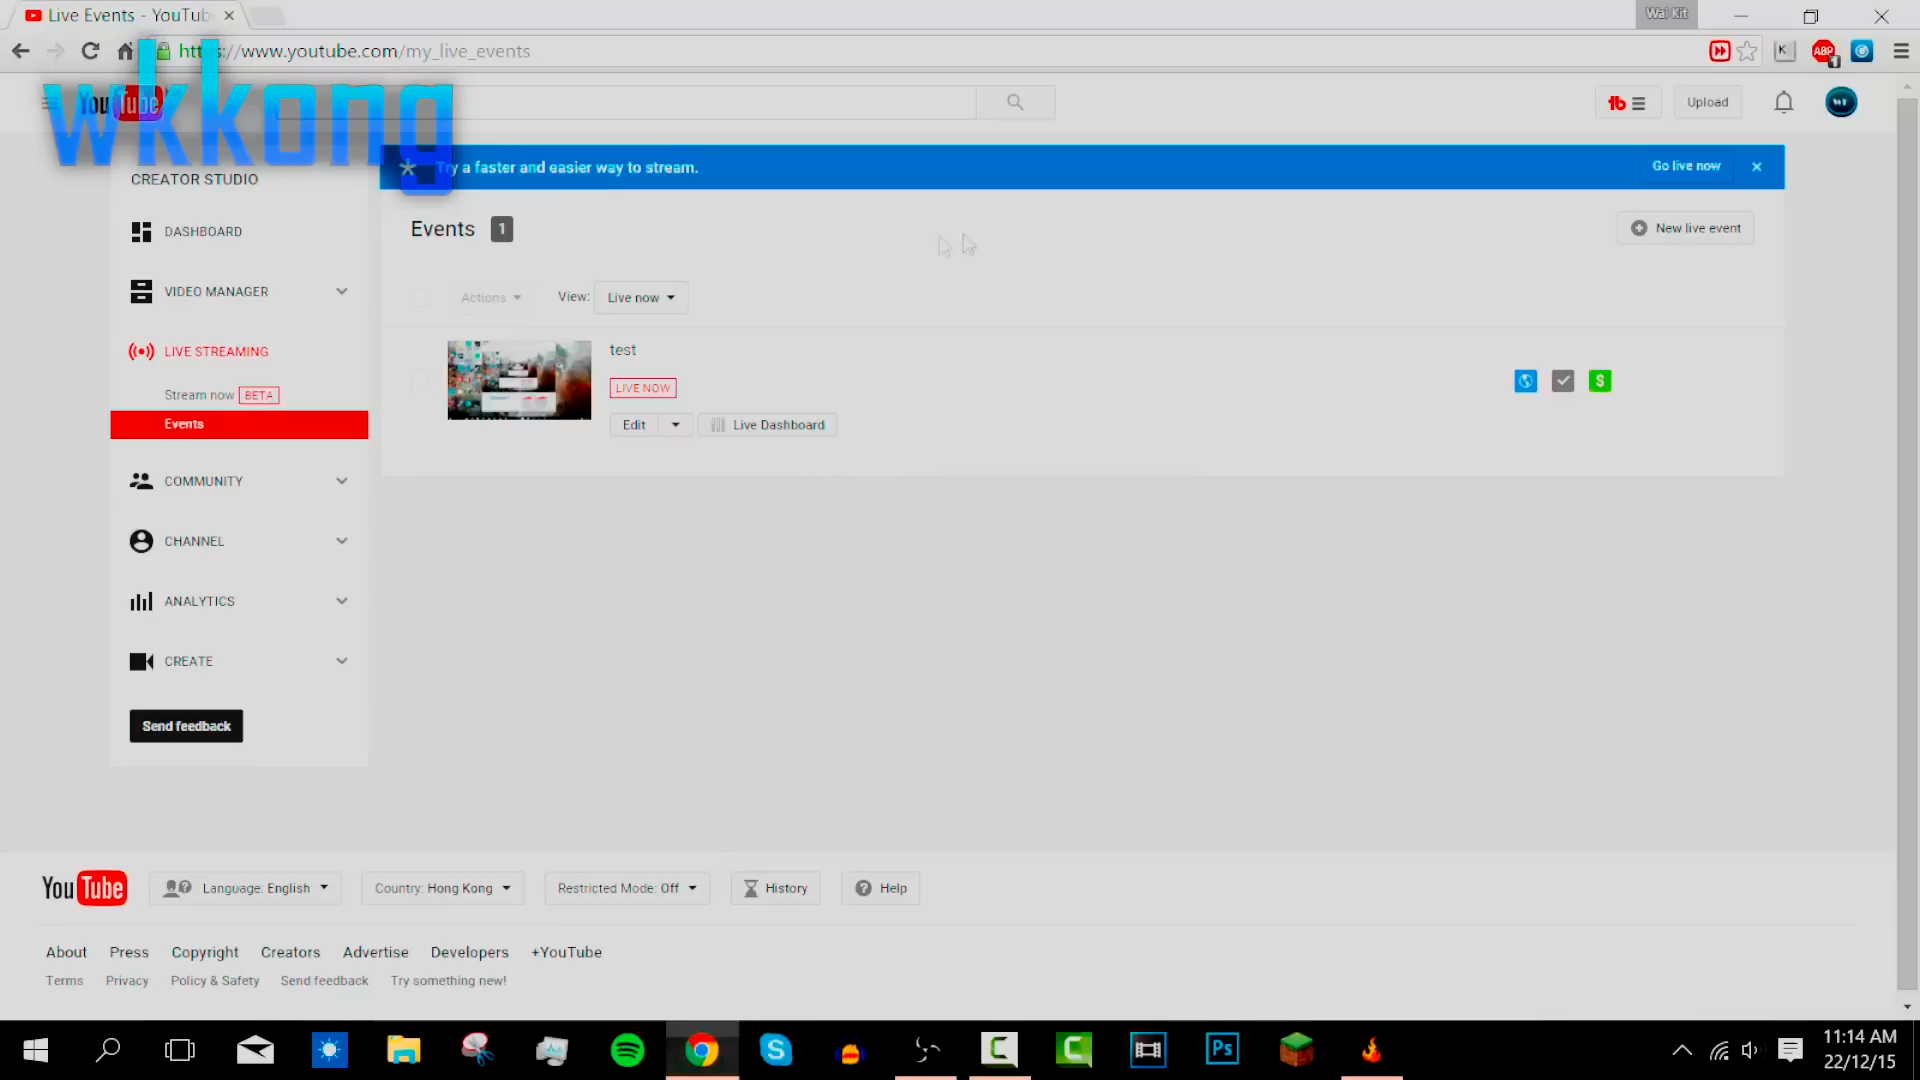 Live Events - YouTub
Wai Kit
https://www.youtube.com/my_live_events
K
ABP
1
wkkong
YouTube
Upload
Try a faster and easier way to stream.
Go live now
CREATOR STUDIO
DASHBOARD
VIDEO MANAGER
LIVE STREAMING
Stream now BETA
Events
COMMUNITY
CHANNEL
ANALYTICS
CREATE
Send feedback
Events 1
New live event
Actions
View: Live now
test
LIVE NOW
Edit
Live Dashboard
$
YouTube
Language: English
Country: Hong Kong
Restricted Mode: Off
History
Help
About Press Copyright Creators Advertise Developers +YouTube
Terms Privacy Policy & Safety Send feedback Try something new!
Ps
11:14 AM
22/12/15